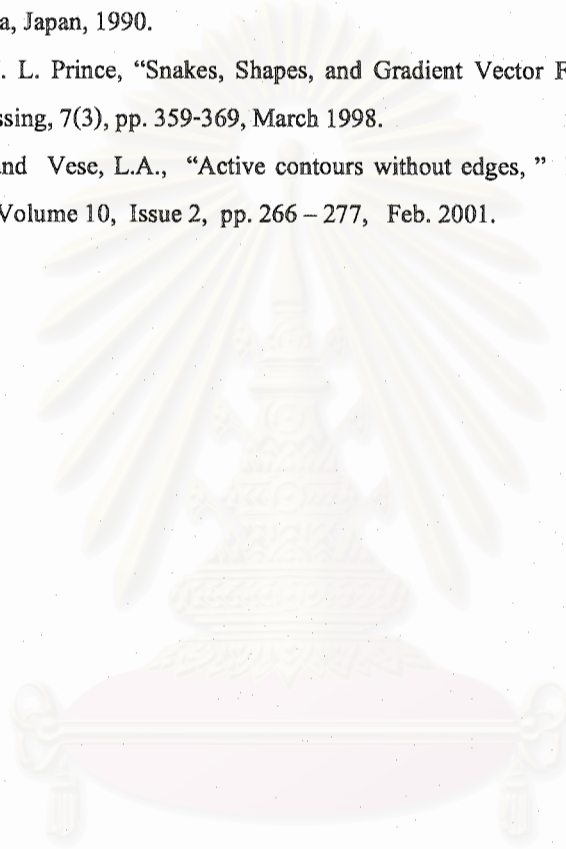 a, Japan, 1990.
. L. Prince, “Snakes, Shapes, and Gradient Vector F
ssing, 7(3), pp. 359-369, March 1998.
nd Vese, L.A., “Active contours without edges, ”
Volume 10, Issue 2, pp. 266 – 277, Feb. 2001.